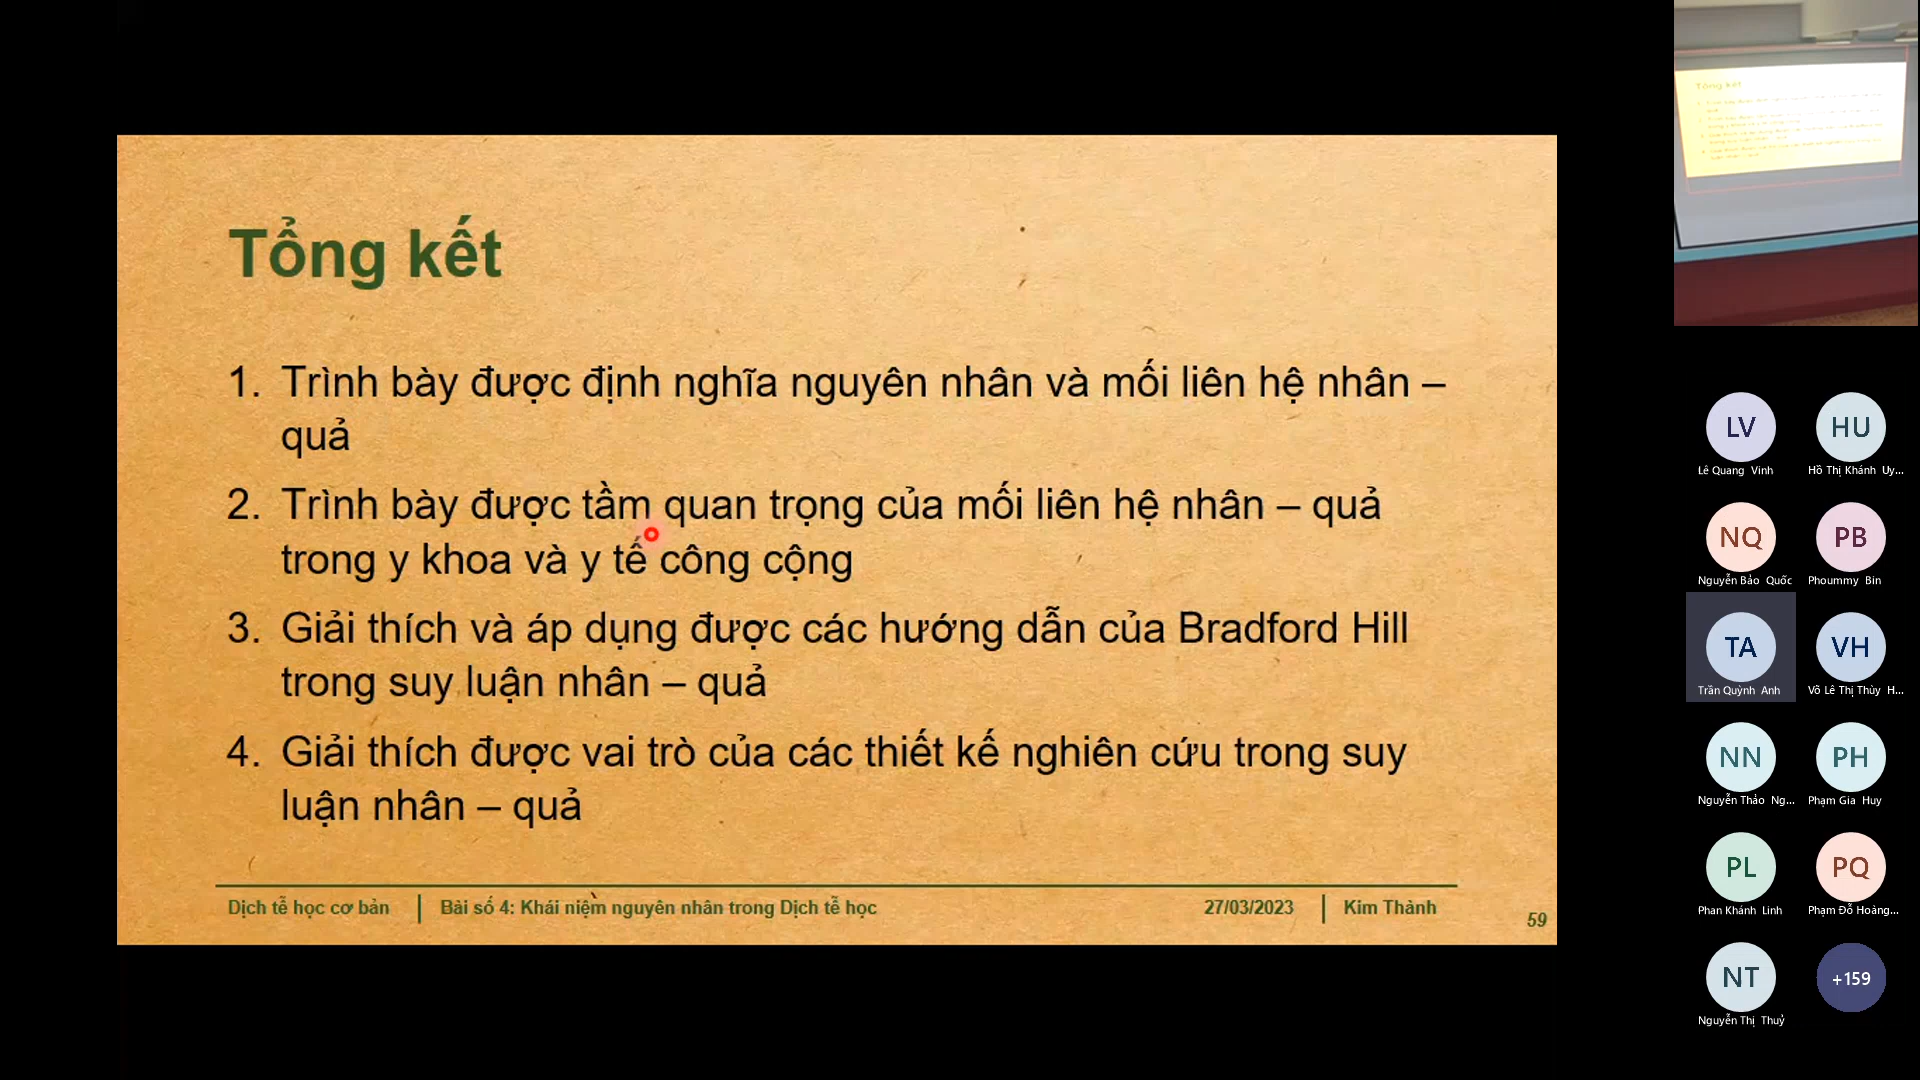 Tổng kết
1. Trình bày được định nghĩa nguyên nhân và mối liên hệ nhân –
quả
2. Trình bày được tầm quan trọng của mối liên hệ nhân – quả
trong y khoa và y tế công cộng
3. Giải thích và áp dụng được các hướng dẫn của Bradford Hill
trong suy luận nhân – quả
4. Giải thích được vai trò của các thiết kế nghiên cứu trong suy
luận nhân – quả
Dịch tễ học cơ bản
Bài số 4: Khái niệm nguyên nhân trong Dịch tễ học
27/03/2023
Kim Thành
59
Tổng kết
LV
HU
Lê Quang Vinh
Hồ Thị Khánh Uy...
NQ
PB
Nguyễn Bảo Quốc
Phoummy Bin
TA
VH
Trần Quỳnh Anh
Võ Lê Thị Thùy H...
NN
PH
Nguyễn Thảo Ng...
Phạm Gia Huy
PL
PQ
Phan Khánh Linh
Phạm Đỗ Hoàng...
NT
+159
Nguyễn Thị Thuỷ